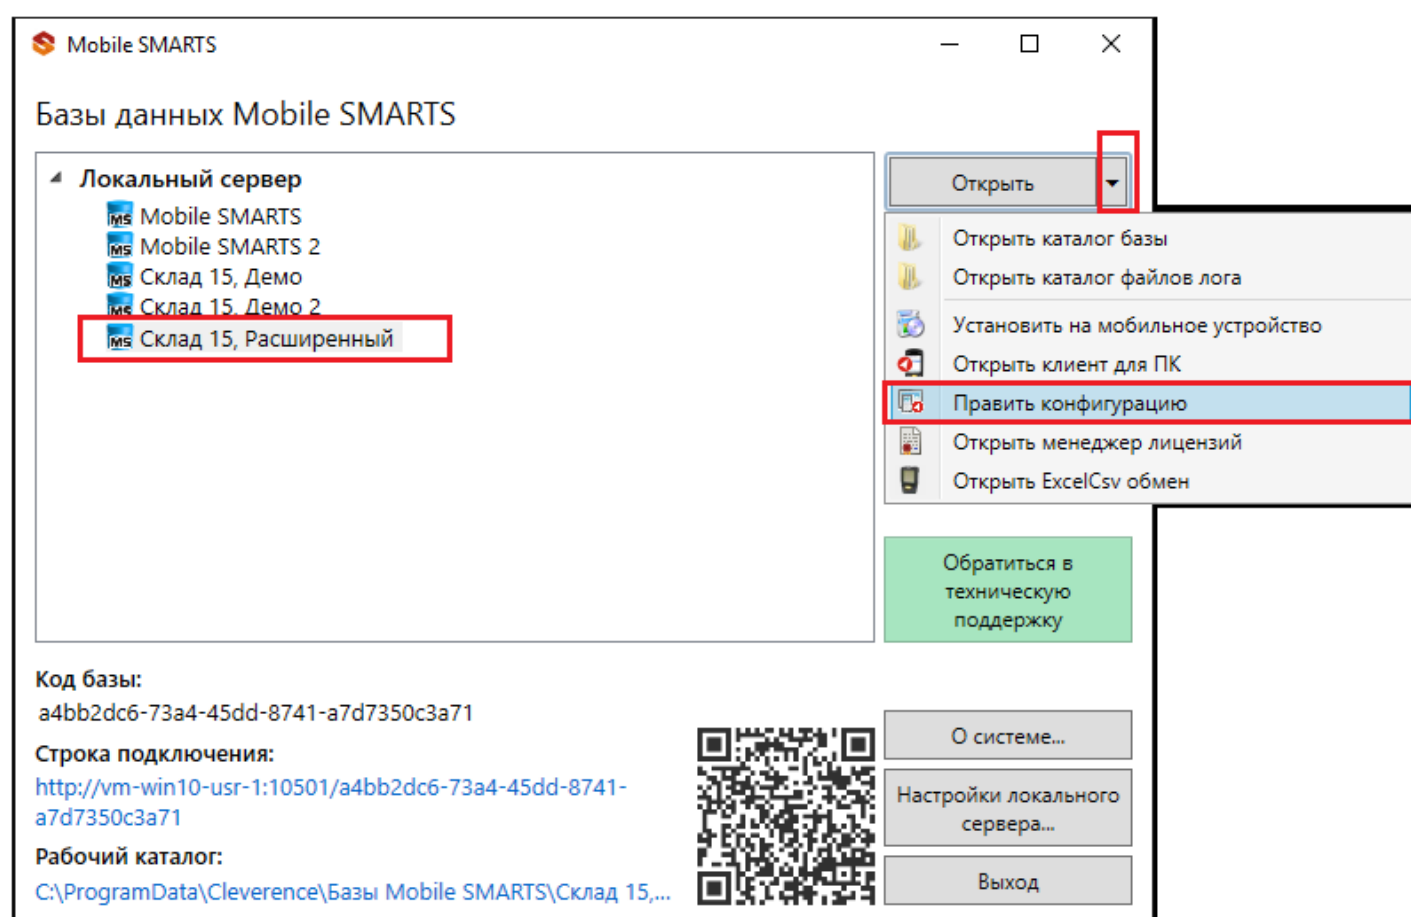 Mobile SMARTS
Базы данных Mobile SMARTS
Локальный сервер
Mobile SMARTS
Mobile SMARTS 2
Склад 15, Демо
Склад 15, Демо 2
Склад 15, Расширенный
Открыть
Открыть каталог базы
Открыть каталог файлов лога
Установить на мобильное устройство
Открыть клиент для ПК
Править конфигурацию
Открыть менеджер лицензий
Открыть ExcelCsv обмен
Обратиться в
техническую
поддержку
Код базы:
a4bb2dc6-73a4-45dd-8741-a7d7350c3a71
Строка подключения:
http://vm-win10-usr-1:10501/a4bb2dc6-73a4-45dd-8741-
a7d7350c3a71
Рабочий каталог:
C:\ProgramData\Cleverence\Базы Mobile SMARTS\Склад 15,...
О системе...
Настройки локального
сервера...
Выход